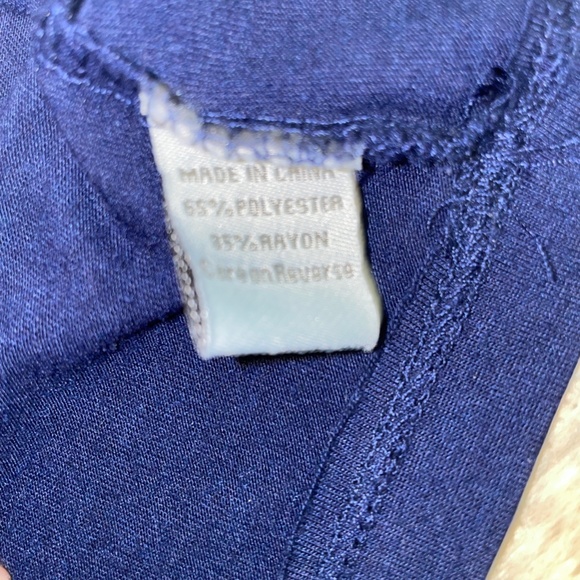 MADE IN CHINA
65%POLYESTER
35%RAYON
Care on Reverse